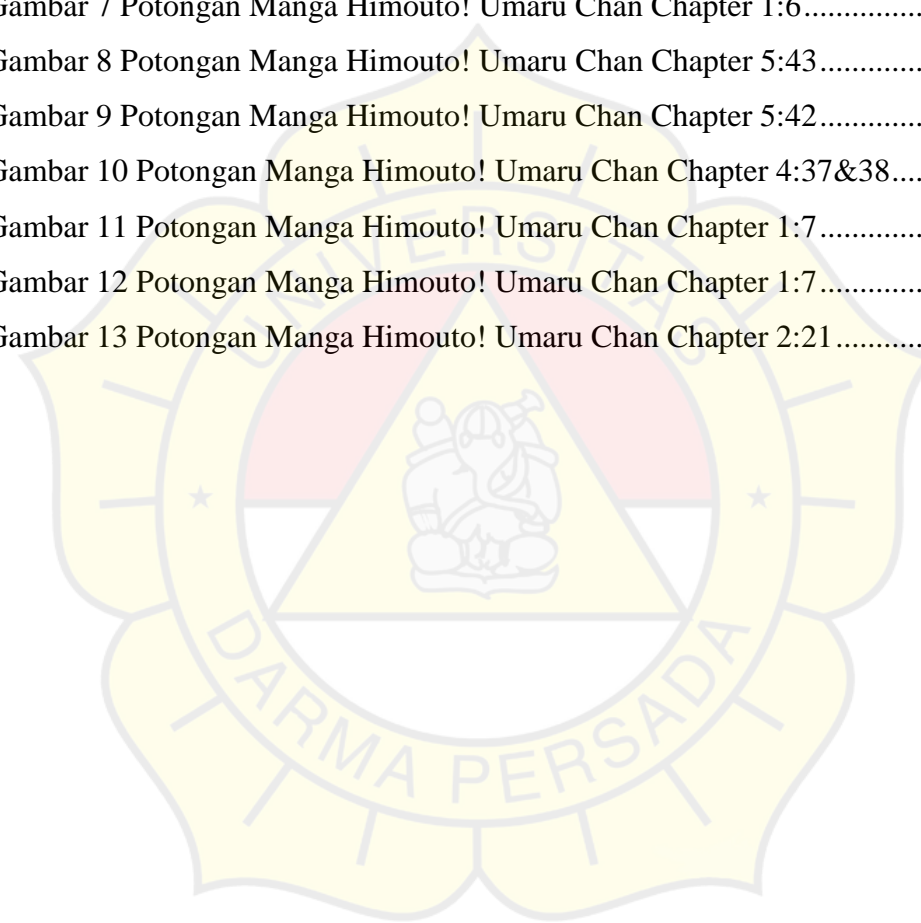 Gambar 7 Potongan Manga Himouto! Umaru Chan Chapter 1:6..............
Gambar 8 Potongan Manga Himouto! Umaru Chan Chapter 5:43.............
Gambar 9 Potongan Manga Himouto! Umaru Chan Chapter 5:42.............
Gambar 10 Potongan Manga Himouto! Umaru Chan Chapter 4:37&38....
Gambar 11 Potongan Manga Himouto! Umaru Chan Chapter 1:7............
Gambar 12 Potongan Manga Himouto! Umaru Chan Chapter 1:7............
Gambar 13 Potongan Manga Himouto! Umaru Chan Chapter 2:21..........
UNIVERSITAS
DARMA PERSADA